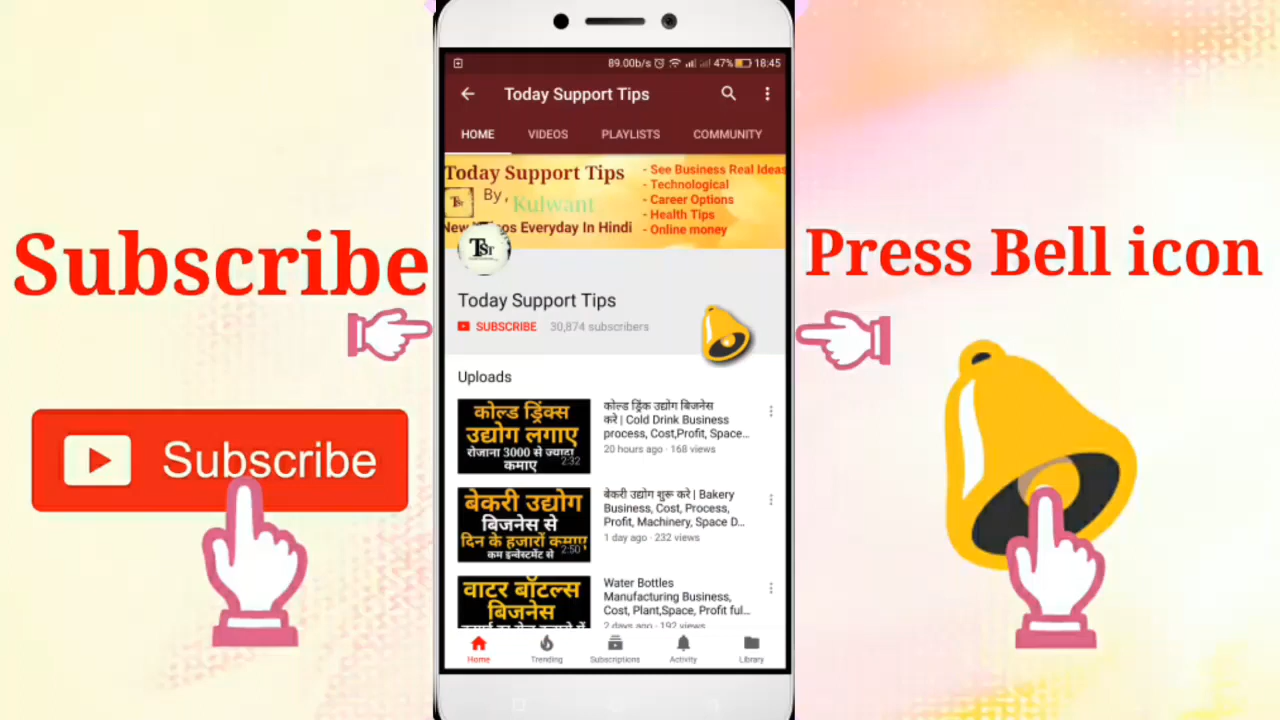 89.00b/s 47% 18:45
Today Support Tips
HOME VIDEOS PLAYLISTS COMMUNITY
Today Support Tips
By, Kulwant
Everyday In Hindi
- See Business Real Ideas
- Technological
- Career Options
- Health Tips
- Online money
TST
Today Support Tips
SUBSCRIBE 30,874 subscribers
Uploads
कोल्ड ड्रिंक्स
उद्योग लगाए
रोजाना 3000 से ज्यादा
कमाए
2:32
कोल्ड ड्रिंक उद्योग बिजनेस
करे | Cold Drink Business
process, Cost,Profit, Space...
20 hours ago · 168 views
बेकरी उद्योग
बिजनेस से
दिन के हजारों कमाए
कम इन्वेस्टमेंट से
2:50
बेकरी उद्योग शुरू करे | Bakery
Business, Cost, Process,
Profit, Machinery, Space D...
1 day ago · 232 views
वाटर बॉटल्स
बिजनेस
Water Bottles
Manufacturing Business,
Cost, Plant,Space, Profit ful...
2 days ago · 192 views
Home Trending Subscriptions Activity Library
Subscribe
Subscribe
Press Bell icon